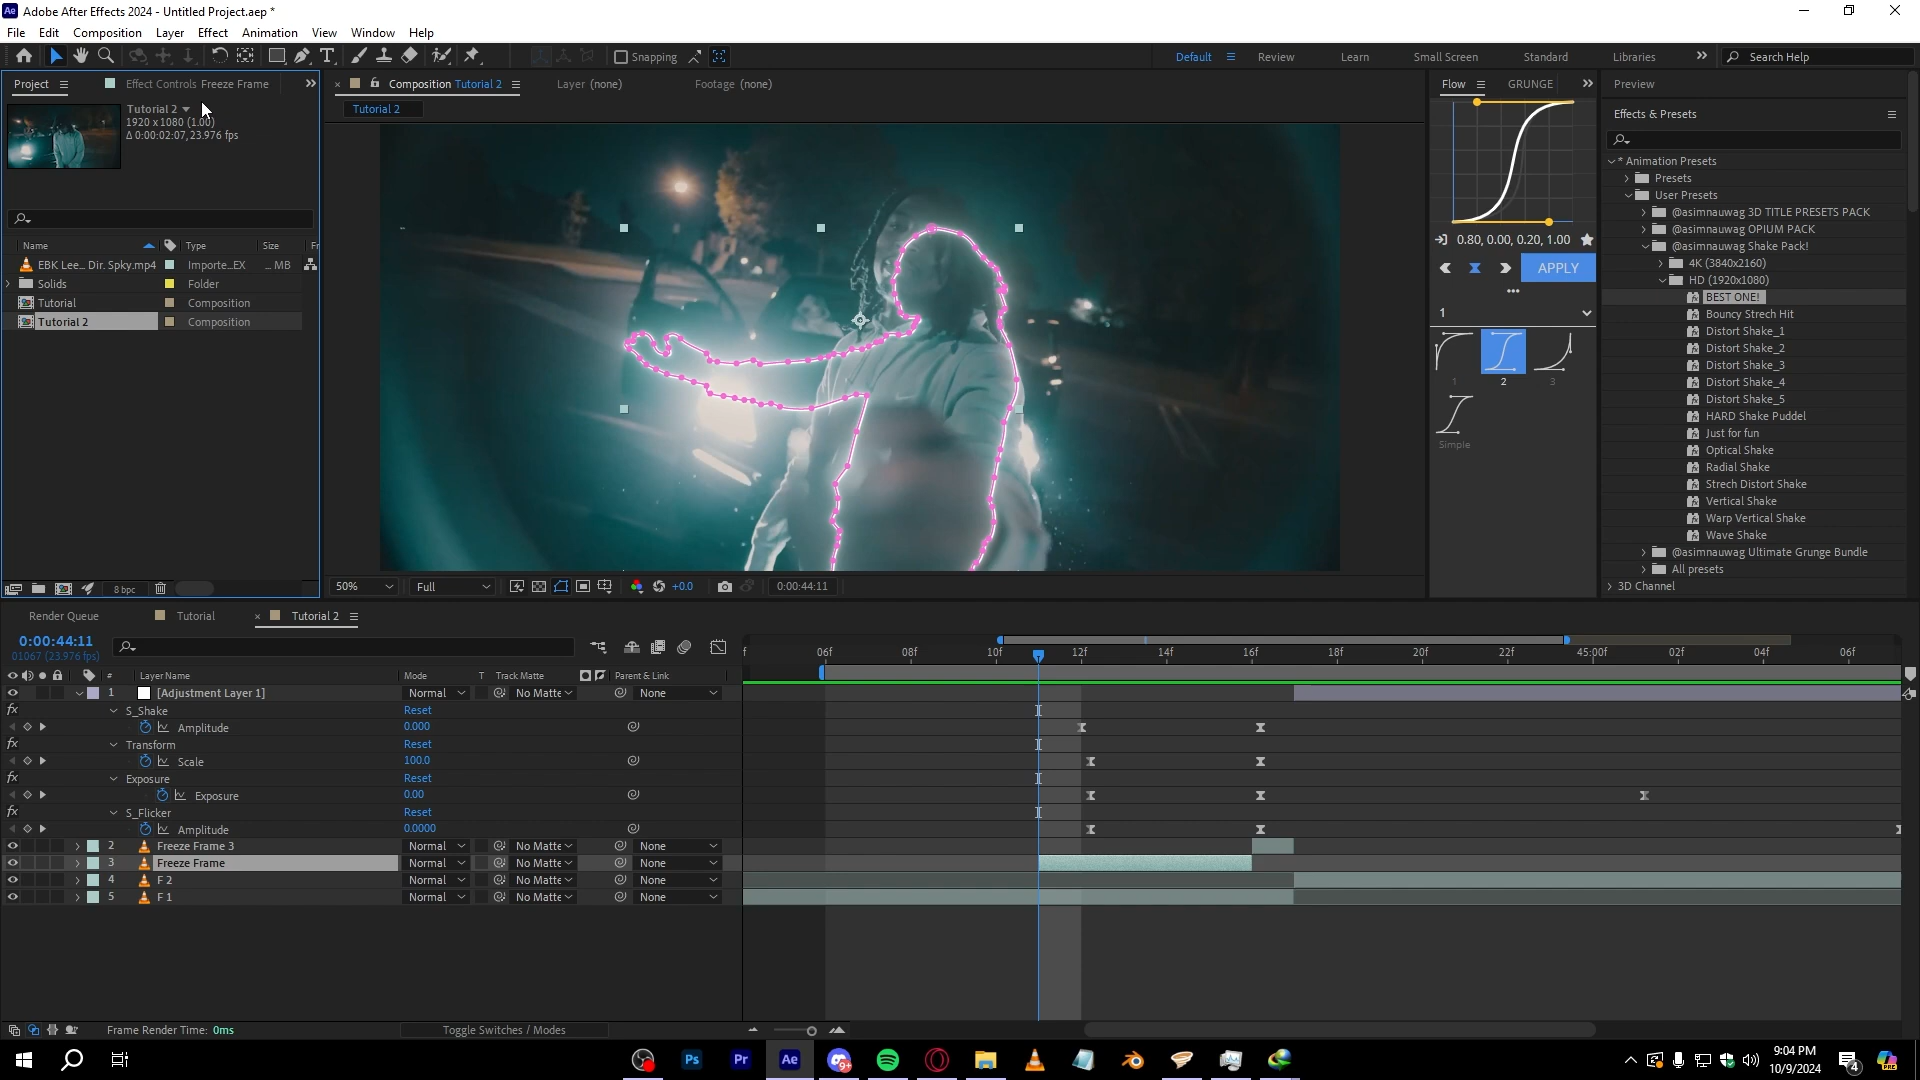 Adobe After Effects 2024 - Untitled Project.aep *
File Edit Composition Layer Effect Animation View Window Help
Snapping
Default Review Learn Small Screen Standard Libraries Search Help
Project
Effect Controls Freeze Frame
Composition Tutorial 2
Layer (none)
Footage (none)
Flow
GRUNGE
Preview
Tutorial 2
1920 x 1080 (1.00)
Δ 0:00:02:07, 23.976 fps
Tutorial 2
Name Type Size Fr
EBK Lee... Dir. Spky.mp4 Importe...EX ... MB
Solids Folder
Tutorial Composition
Tutorial 2 Composition
8 bpc
50% Full +0.0 0:00:44:11
0.80, 0.00, 0.20, 1.00
APPLY
1
1 2 3
Simple
Effects & Presets
* Animation Presets
Presets
User Presets
@asimnauwag 3D TITLE PRESETS PACK
@asimnauwag OPIUM PACK
@asimnauwag Shake Pack!
4K (3840x2160)
HD (1920x1080)
BEST ONE!
Bouncy Strech Hit
Distort Shake_1
Distort Shake_2
Distort Shake_3
Distort Shake_4
Distort Shake_5
HARD Shake Puddel
Just for fun
Optical Shake
Radial Shake
Strech Distort Shake
Vertical Shake
Warp Vertical Shake
Wave Shake
@asimnauwag Ultimate Grunge Bundle
All presets
3D Channel
Render Queue Tutorial Tutorial 2
0:00:44:11
01067 (23.976 fps)
f 06f 08f 10f 12f 14f 16f 18f 20f 22f 45:00f 02f 04f 06f
# Layer Name Mode T Track Matte Parent & Link
1 [Adjustment Layer 1] Normal No Matte None
fx S_Shake Reset
Amplitude 0.000
fx Transform Reset
Scale 100.0
fx Exposure Reset
Exposure 0.00
fx S_Flicker Reset
Amplitude 0.0000
2 Freeze Frame 3 Normal No Matte None
3 Freeze Frame Normal No Matte None
4 F 2 Normal No Matte None
5 F 1 Normal No Matte None
Frame Render Time: 0ms
Toggle Switches / Modes
Ps Pr Ae 9+
9:04 PM
10/9/2024
4
PRE